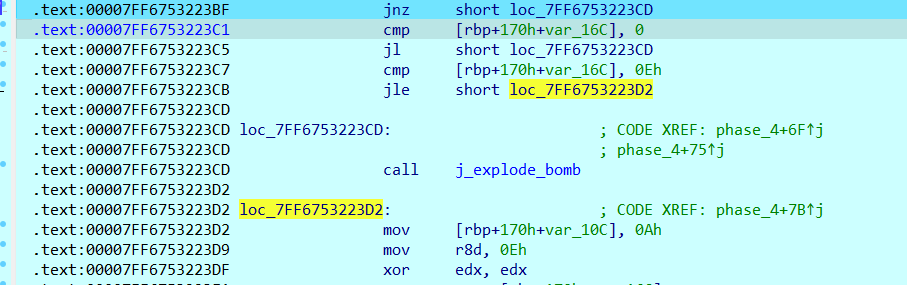 .text:00007FF6753223BF jnz short loc_7FF6753223CD
.text:00007FF6753223C1 cmp [rbp+170h+var_16C], 0
.text:00007FF6753223C5 jl short loc_7FF6753223CD
.text:00007FF6753223C7 cmp [rbp+170h+var_16C], 0Eh
.text:00007FF6753223CB jle short loc_7FF6753223D2
.text:00007FF6753223CD
.text:00007FF6753223CD loc_7FF6753223CD: ; CODE XREF: phase_4+6F↑j
.text:00007FF6753223CD ; phase_4+75↑j
.text:00007FF6753223CD call j_explode_bomb
.text:00007FF6753223D2
.text:00007FF6753223D2 loc_7FF6753223D2: ; CODE XREF: phase_4+7B↑j
.text:00007FF6753223D2 mov [rbp+170h+var_10C], 0Ah
.text:00007FF6753223D9 mov r8d, 0Eh
.text:00007FF6753223DF xor edx, edx